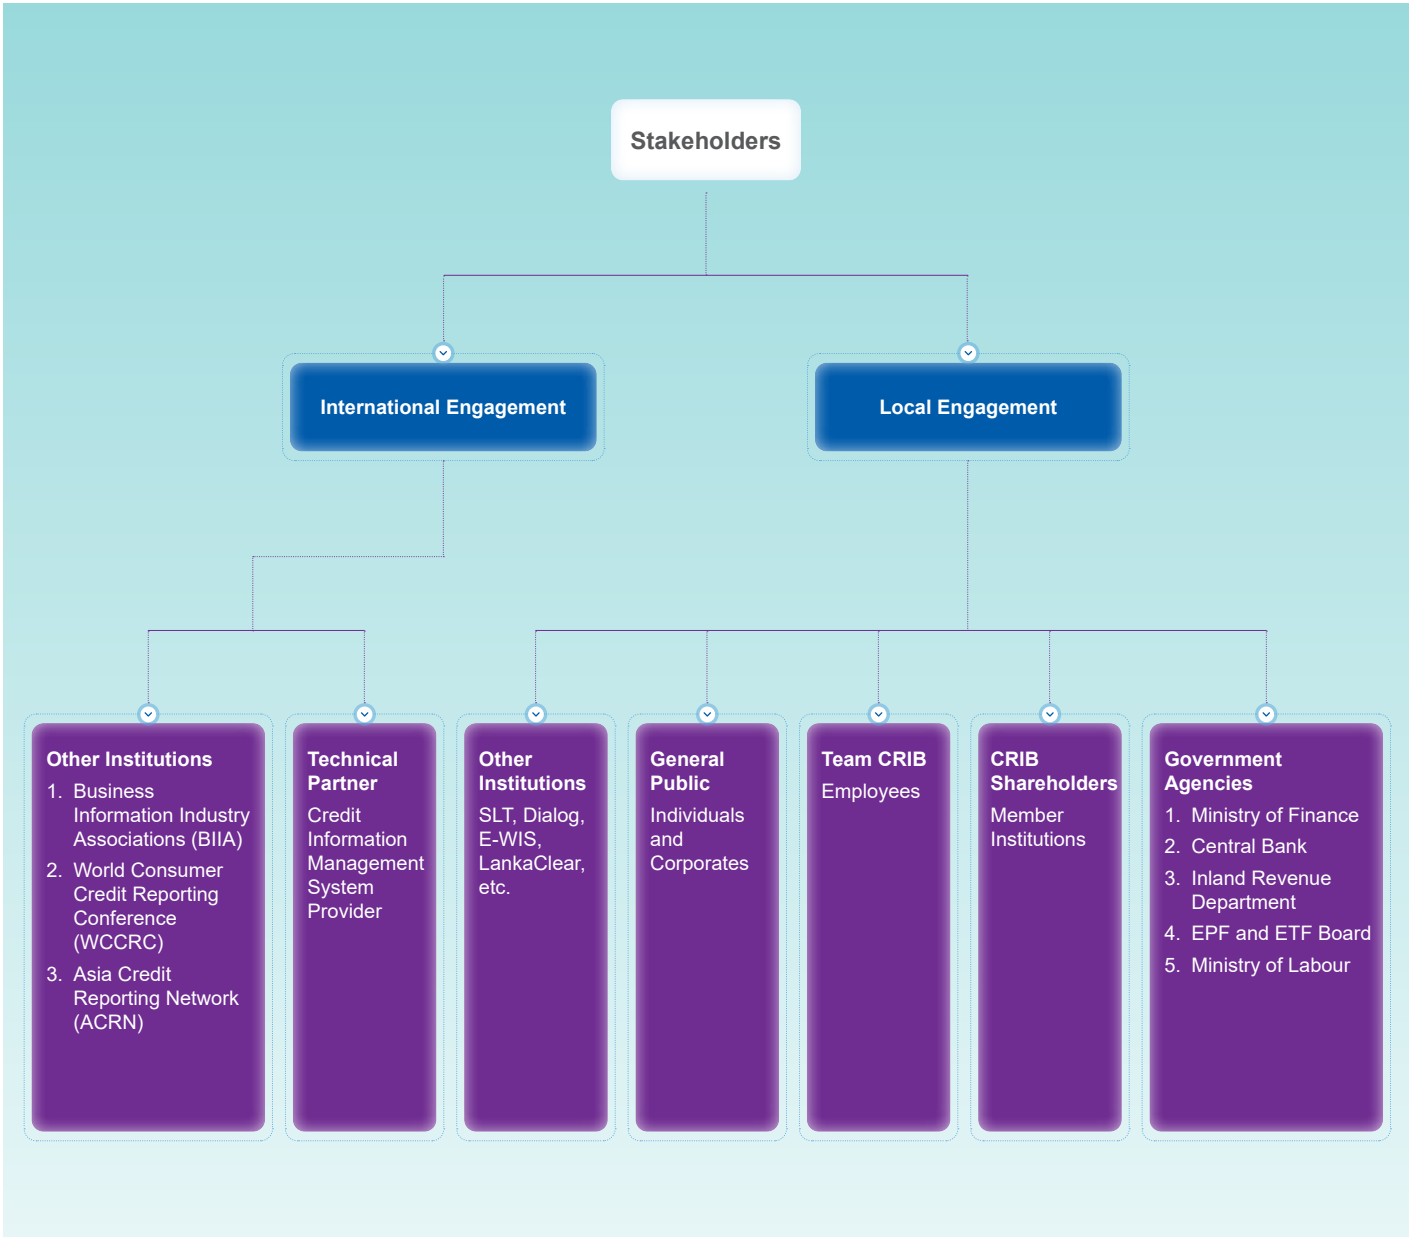 Stakeholders
International Engagement
Local Engagement
Other Institutions
1. Business
Information Industry
Associations (BIIA)
2. World Consumer
Credit Reporting
Conference
(WCCRC)
3. Asia Credit
Reporting Network
(ACRN)
Technical
Partner
Credit
Information
Management
System
Provider
Other
Institutions
SLT, Dialog,
E-WIS,
LankaClear,
etc.
General
Public
Individuals
and
Corporates
Team CRIB
Employees
CRIB
Shareholders
Member
Institutions
Government
Agencies
1. Ministry of Finance
2. Central Bank
3. Inland Revenue
Department
4. EPF and ETF Board
5. Ministry of Labour